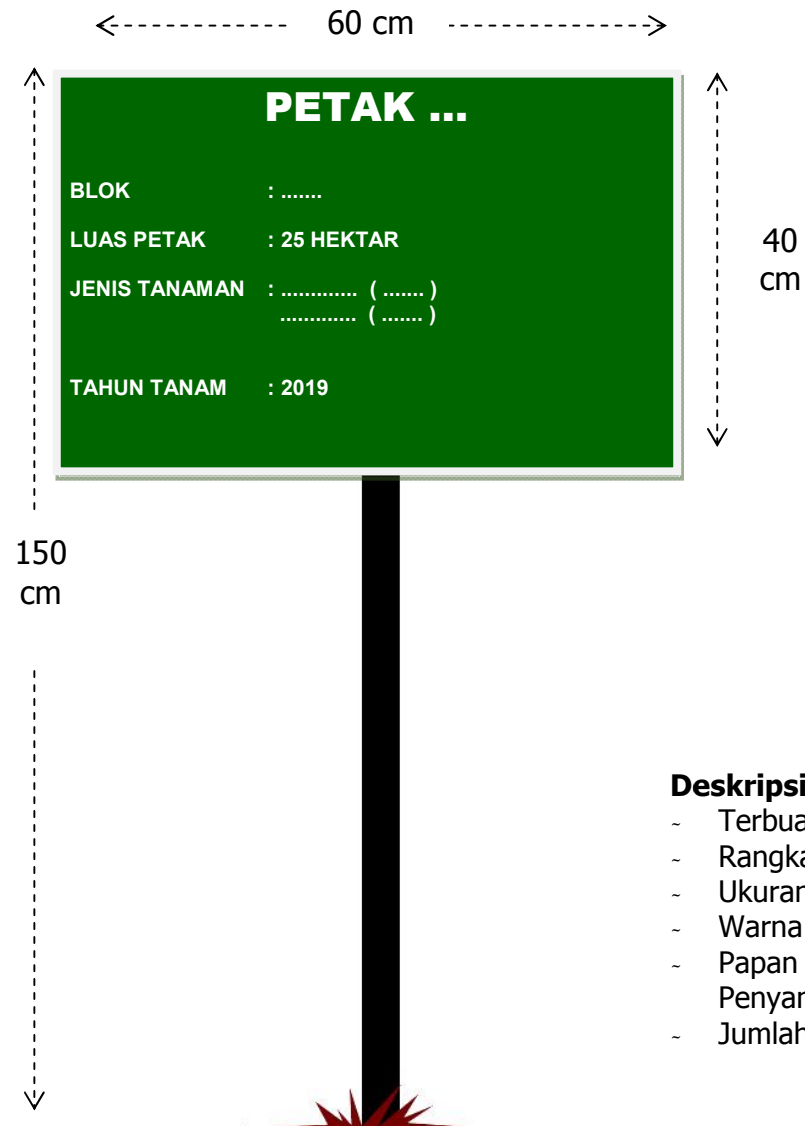 60 cm
PETAK ...
BLOK : .......
LUAS PETAK : 25 HEKTAR
JENIS TANAMAN : ............. ( ....... )
............. ( ....... )
TAHUN TANAM : 2019
40
cm
150
cm
Deskripsi
~ Terbua
~ Rangka
~ Ukuran
~ Warna
~ Papan
Penyan
~ Jumlah